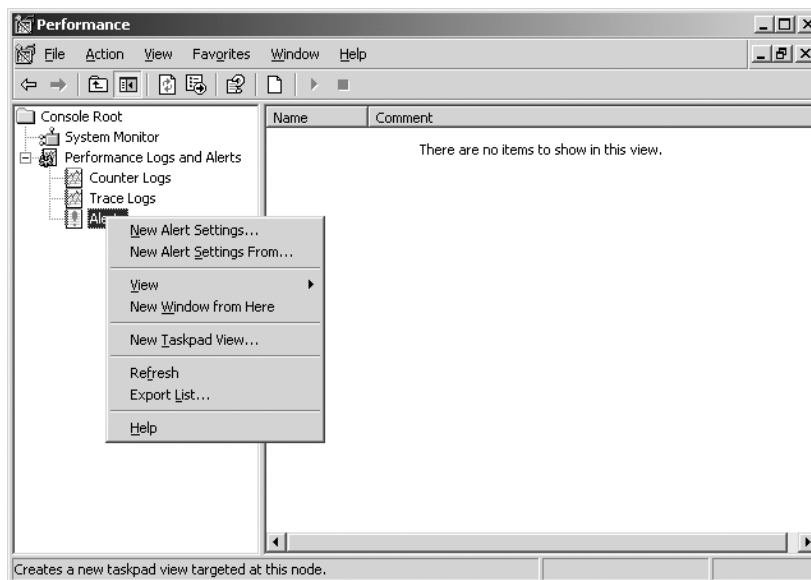 Performance
File Action View Favorites Window Help
Console Root
System Monitor
Performance Logs and Alerts
Counter Logs
Trace Logs
Name Comment
There are no items to show in this view.
New Alert Settings...
New Alert Settings From...
View
New Window from Here
New Taskpad View...
Refresh
Export List...
Help
Creates a new taskpad view targeted at this node.